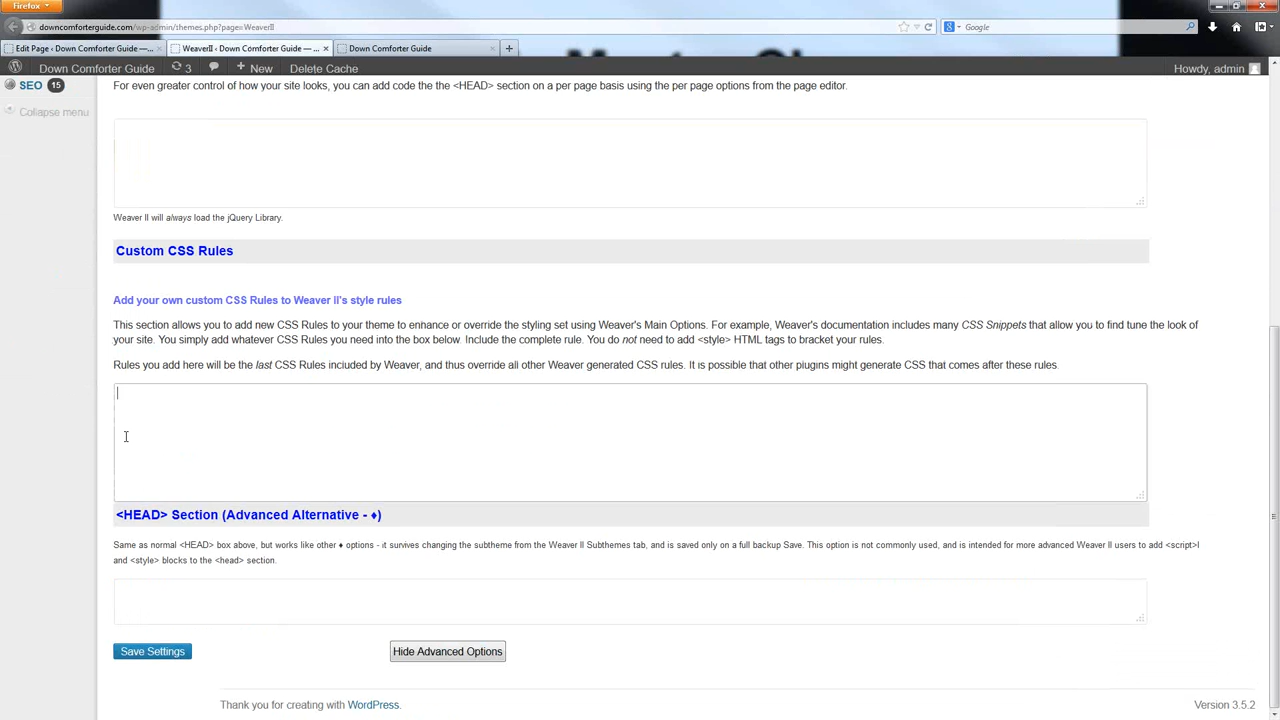 Firefox
downcomforterguide.com/wp-admin/themes.php?page=WeaverII
Google
Edit Page ‹ Down Comforter Guide —...
WeaverII ‹ Down Comforter Guide — ...
Down Comforter Guide
Down Comforter Guide
3
New
Delete Cache
Howdy, admin
SEO 15
Collapse menu
For even greater control of how your site looks, you can add code the the <HEAD> section on a per page basis using the per page options from the page editor.
Weaver II will always load the jQuery Library.
Custom CSS Rules
Add your own custom CSS Rules to Weaver II's style rules
This section allows you to add new CSS Rules to your theme to enhance or override the styling set using Weaver's Main Options. For example, Weaver's documentation includes many CSS Snippets that allow you to find tune the look of
your site. You simply add whatever CSS Rules you need into the box below. Include the complete rule. You do not need to add <style> HTML tags to bracket your rules.
Rules you add here will be the last CSS Rules included by Weaver, and thus override all other Weaver generated CSS rules. It is possible that other plugins might generate CSS that comes after these rules.
<HEAD> Section (Advanced Alternative - ♦)
Same as normal <HEAD> box above, but works like other ♦ options - it survives changing the subtheme from the Weaver II Subthemes tab, and is saved only on a full backup Save. This option is not commonly used, and is intended for more advanced Weaver II users to add <script>l
and <style> blocks to the <head> section.
Save Settings
Hide Advanced Options
Thank you for creating with WordPress.
Version 3.5.2